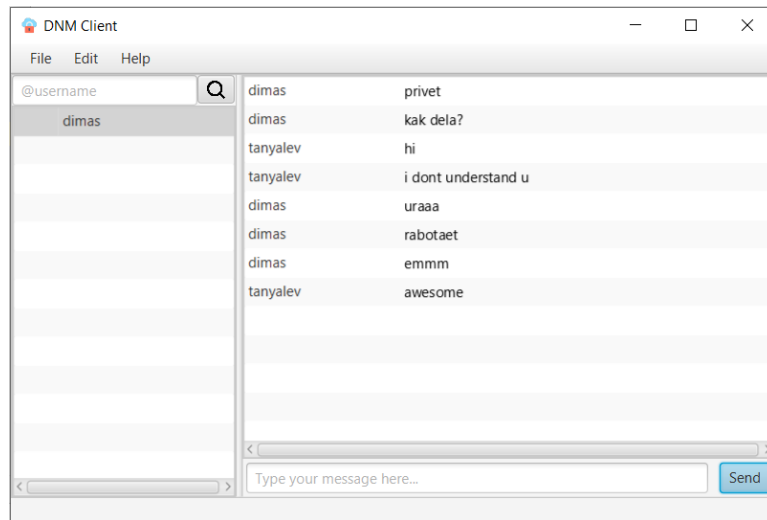 DNM Client
File Edit Help
@username
dimas
dimas privet
dimas kak dela?
tanyalev hi
tanyalev i dont understand u
dimas uraaa
dimas rabotaet
dimas emmm
tanyalev awesome
Type your message here...
Send